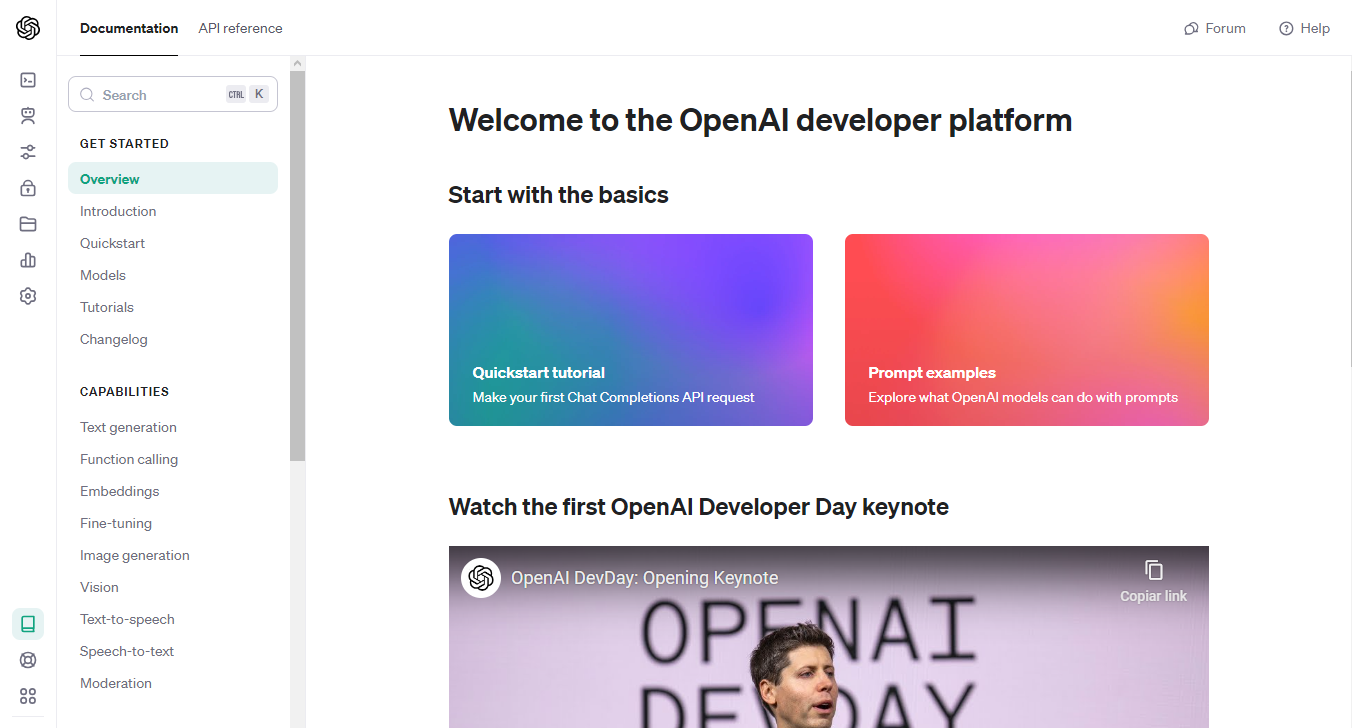 Documentation
API reference
Forum
Help
Search
CTRL K
GET STARTED
Overview
Introduction
Quickstart
Models
Tutorials
Changelog
CAPABILITIES
Text generation
Function calling
Embeddings
Fine-tuning
Image generation
Vision
Text-to-speech
Speech-to-text
Moderation
Welcome to the OpenAI developer platform
Start with the basics
Quickstart tutorial
Make your first Chat Completions API request
Prompt examples
Explore what OpenAI models can do with prompts
Watch the first OpenAI Developer Day keynote
OpenAI DevDay: Opening Keynote
Copiar link
OPENAI
DEVDAY